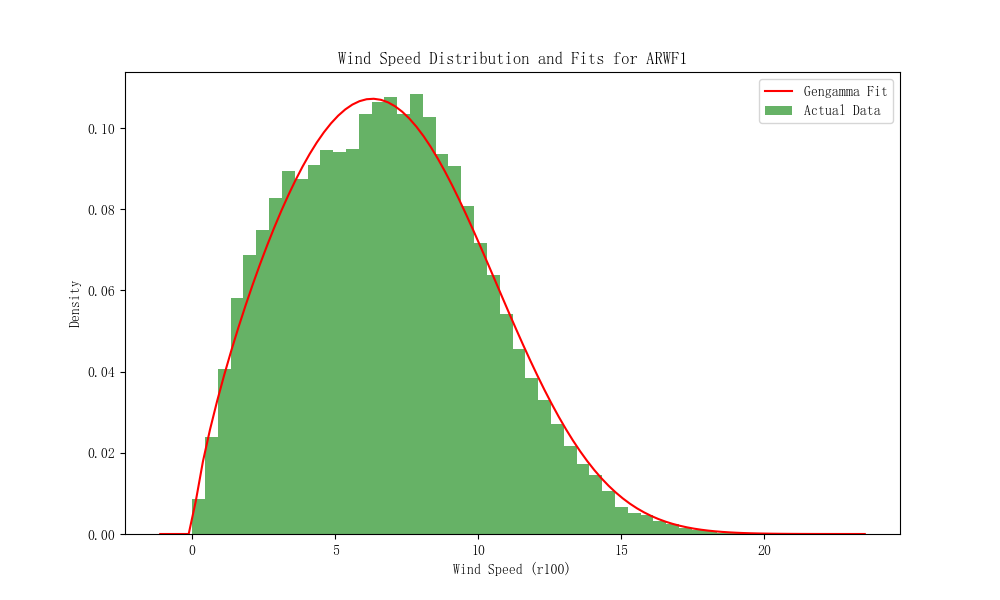 Wind Speed Distribution and Fits for ARWF1
Gengamma Fit
Actual Data
Density
0.10
0.08
0.06
0.04
0.02
0.00
0 5 10 15 20
Wind Speed (r100)